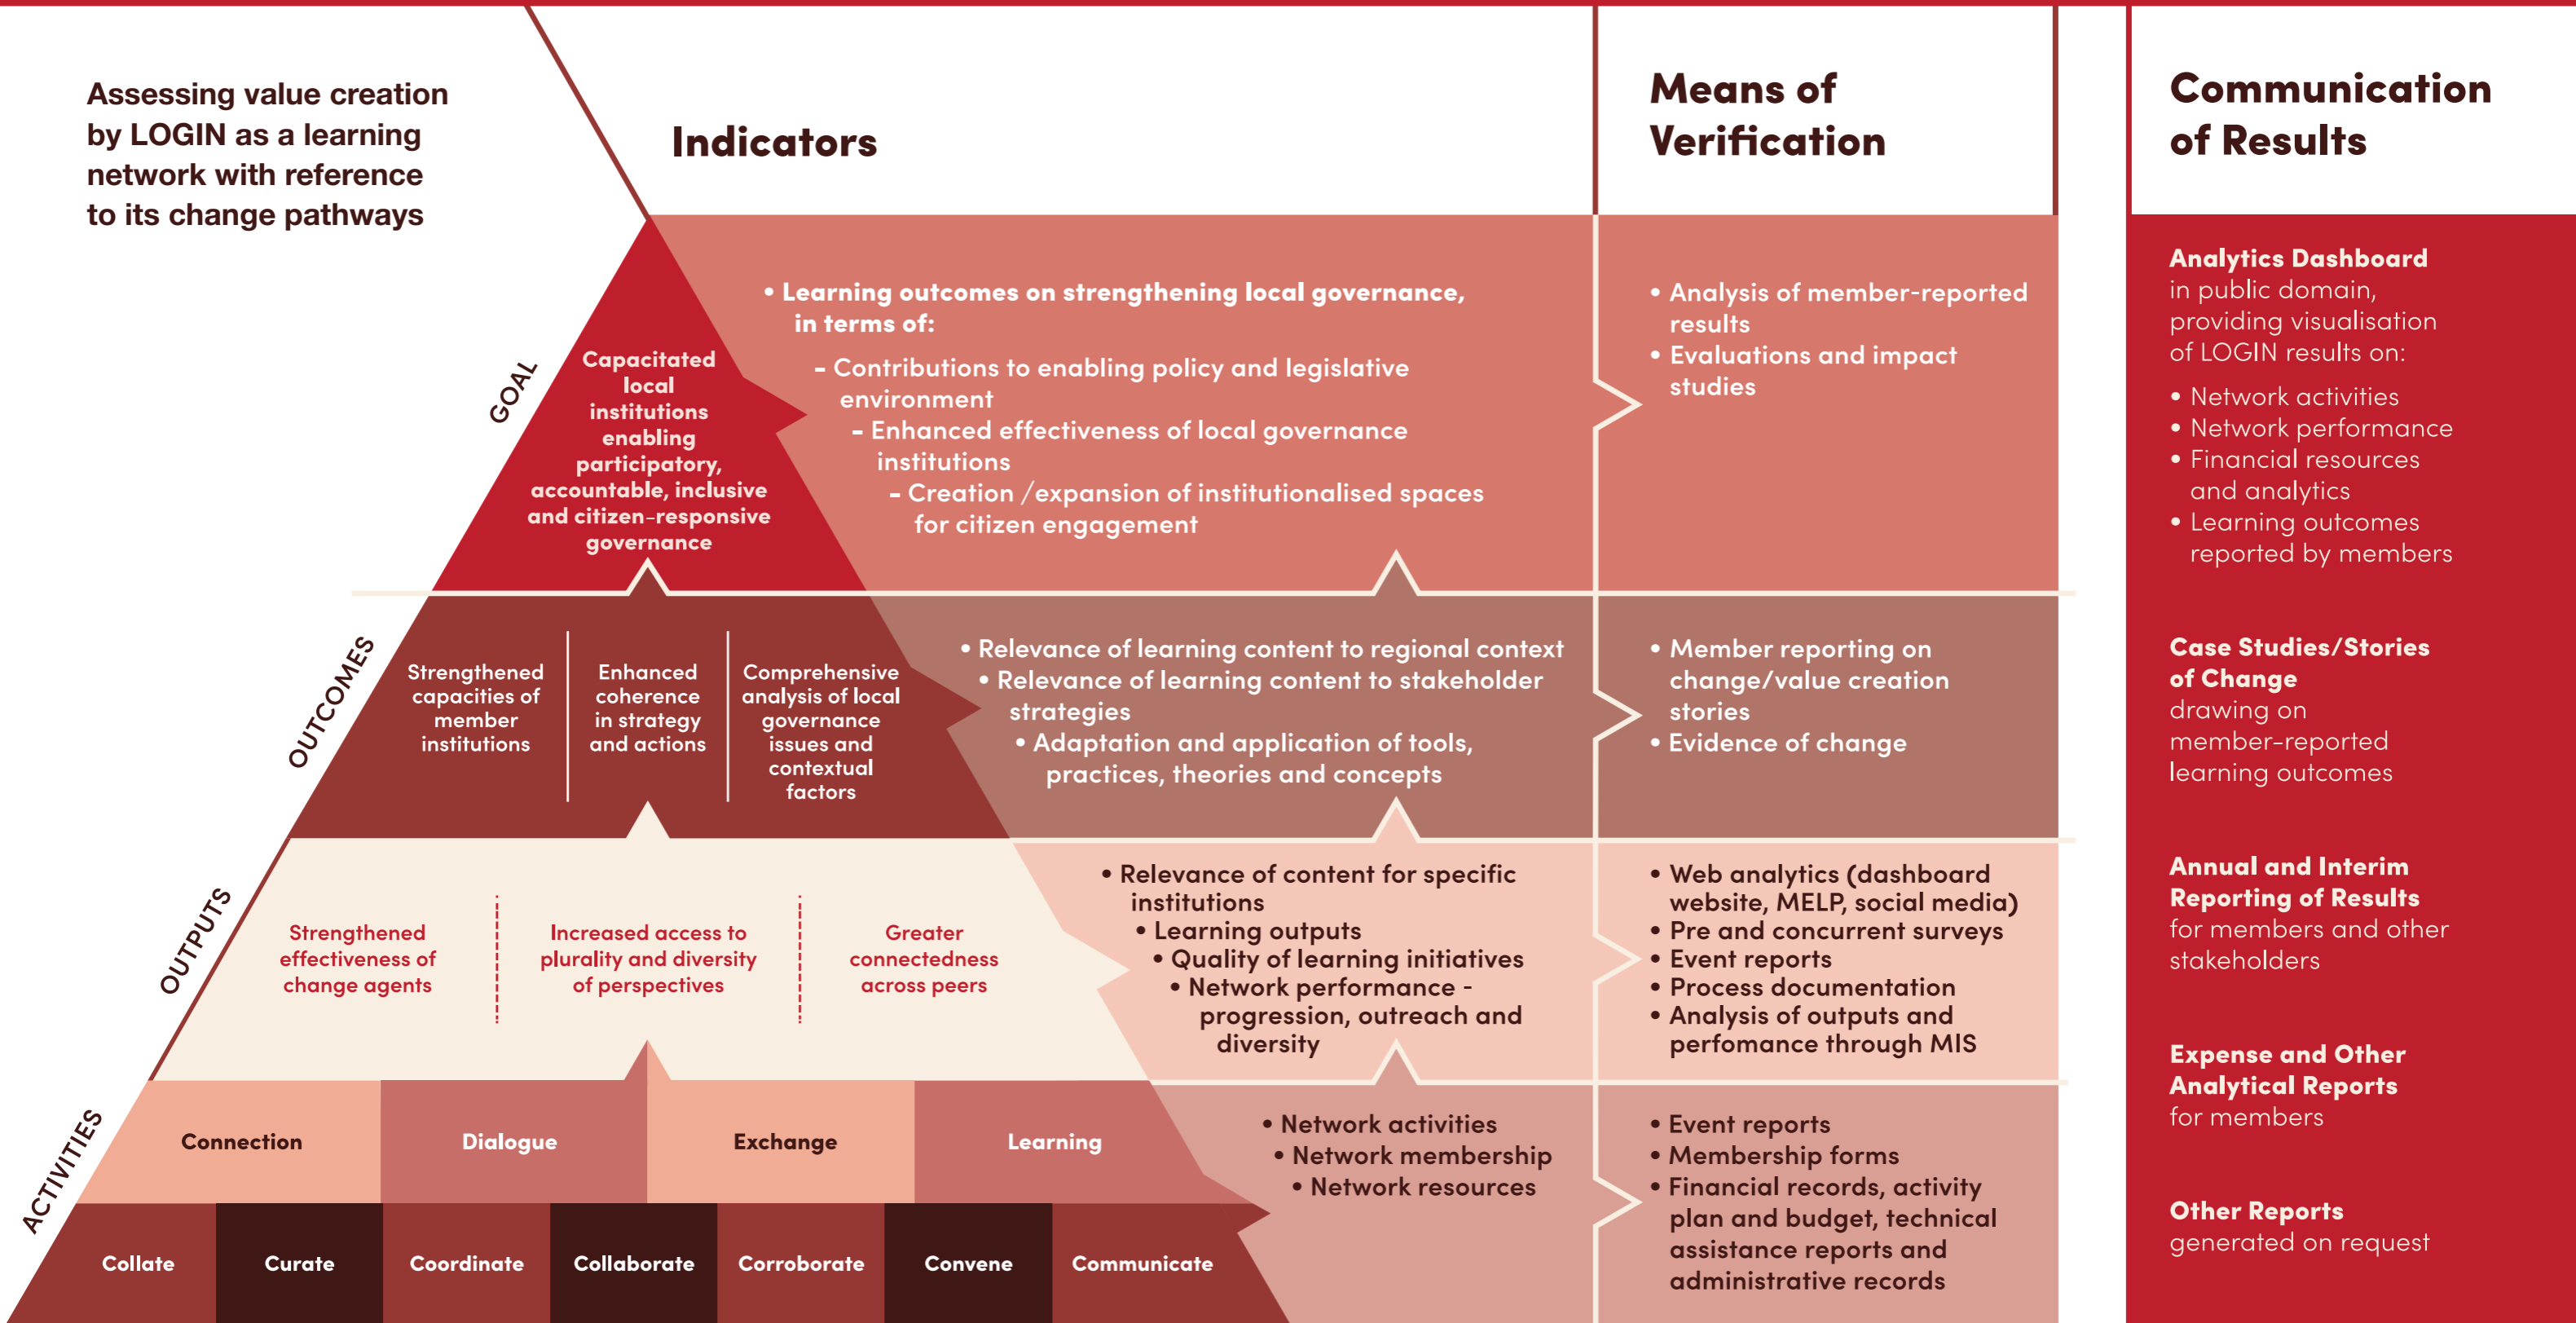 Assessing value creation
by LOGIN as a learning
network with reference
to its change pathways
Indicators
Means of
Verification
Communication
of Results
GOAL
Capacitated
local
institutions
enabling
participatory,
accountable, inclusive
and citizen-responsive
governance
• Learning outcomes on strengthening local governance,
in terms of:
- Contributions to enabling policy and legislative
environment
- Enhanced effectiveness of local governance
institutions
- Creation /expansion of institutionalised spaces
for citizen engagement
• Analysis of member-reported
results
• Evaluations and impact
studies
OUTCOMES
Strengthened
capacities of
member
institutions
Enhanced
coherence
in strategy
and actions
Comprehensive
analysis of local
governance
issues and
contextual
factors
• Relevance of learning content to regional context
• Relevance of learning content to stakeholder
strategies
• Adaptation and application of tools,
practices, theories and concepts
• Member reporting on
change/value creation
stories
• Evidence of change
OUTPUTS
Strengthened
effectiveness of
change agents
Increased access to
plurality and diversity
of perspectives
Greater
connectedness
across peers
• Relevance of content for specific
institutions
• Learning outputs
• Quality of learning initiatives
• Network performance -
progression, outreach and
diversity
• Web analytics (dashboard
website, MELP, social media)
• Pre and concurrent surveys
• Event reports
• Process documentation
• Analysis of outputs and
perfomance through MIS
ACTIVITIES
Connection
Dialogue
Exchange
Learning
Collate
Curate
Coordinate
Collaborate
Corroborate
Convene
Communicate
• Network activities
• Network membership
• Network resources
• Event reports
• Membership forms
• Financial records, activity
plan and budget, technical
assistance reports and
administrative records
Analytics Dashboard
in public domain,
providing visualisation
of LOGIN results on:
• Network activities
• Network performance
• Financial resources
and analytics
• Learning outcomes
reported by members
Case Studies/Stories
of Change
drawing on
member-reported
learning outcomes
Annual and Interim
Reporting of Results
for members and other
stakeholders
Expense and Other
Analytical Reports
for members
Other Reports
generated on request